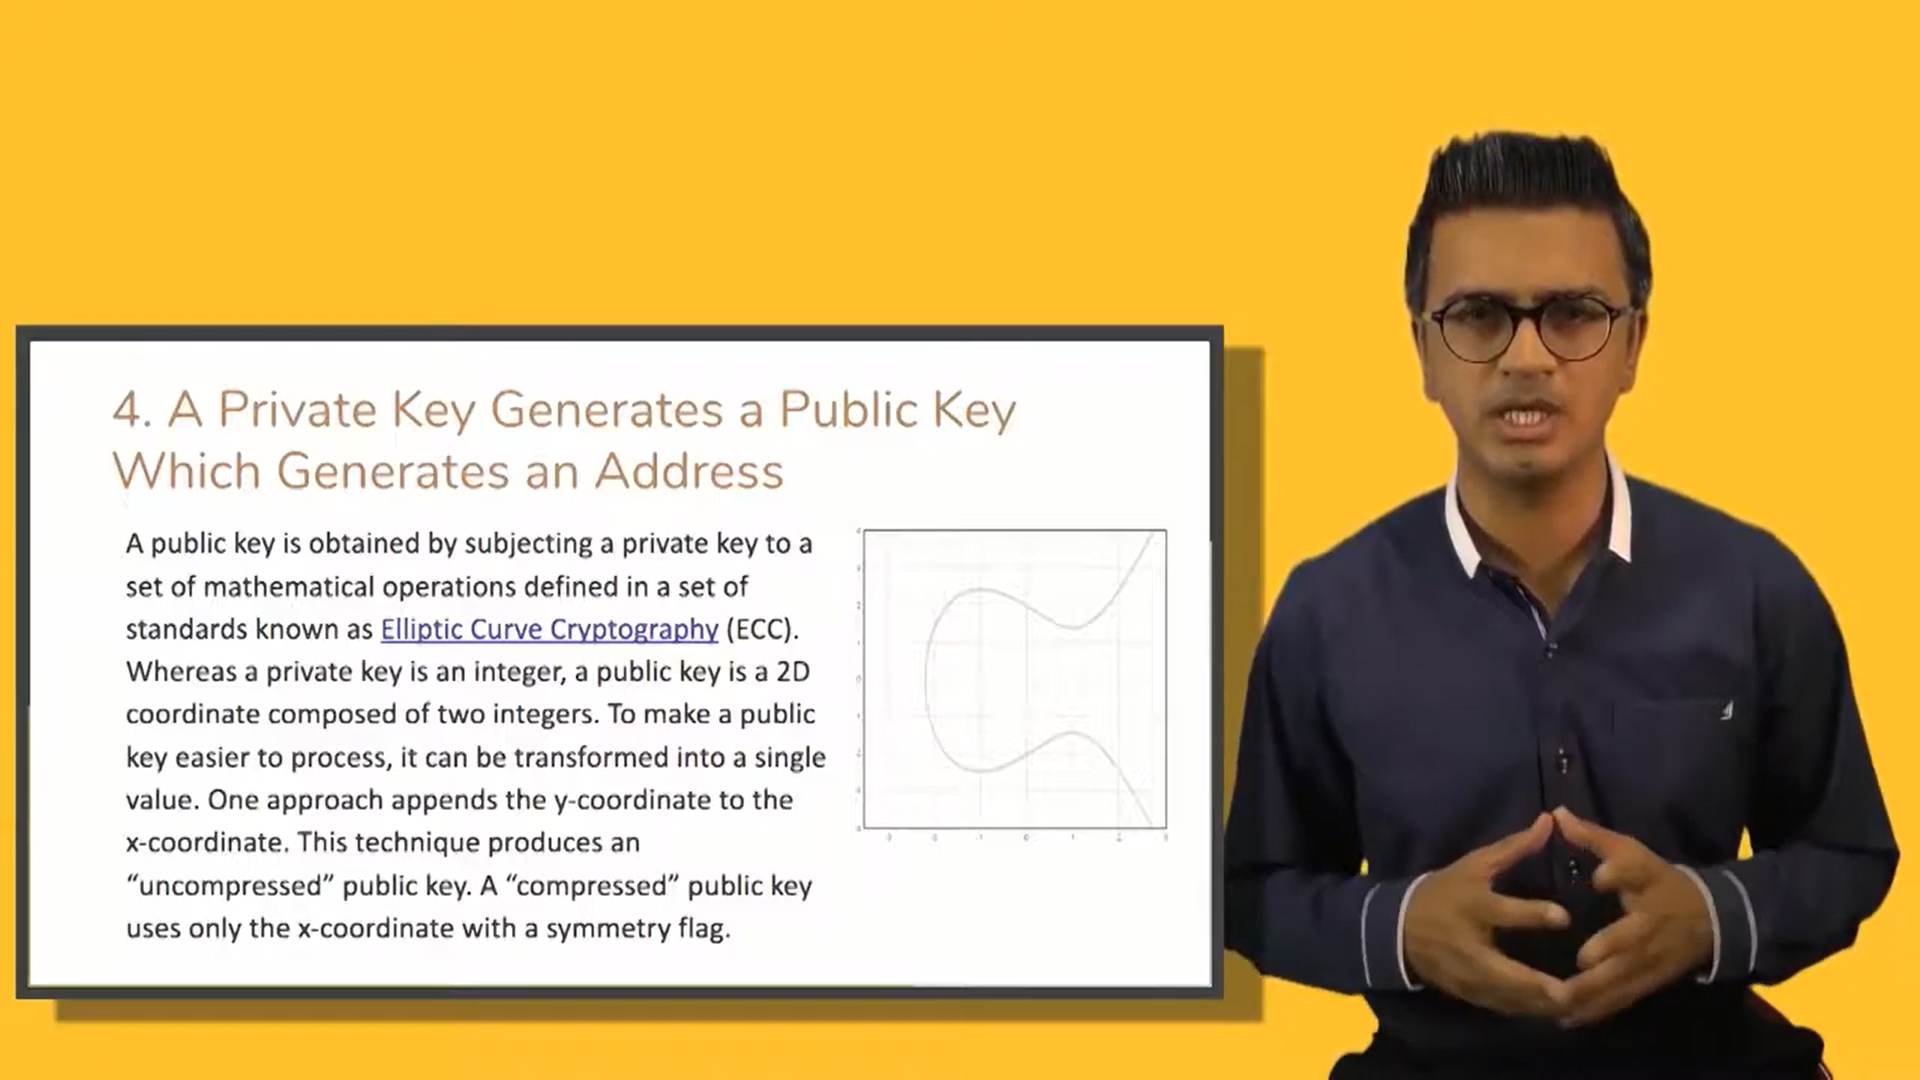 4. A Private Key Generates a Public Key
Which Generates an Address
A public key is obtained by subjecting a private key to a
set of mathematical operations defined in a set of
standards known as Elliptic Curve Cryptography (ECC).
Whereas a private key is an integer, a public key is a 2D
coordinate composed of two integers. To make a public
key easier to process, it can be transformed into a single
value. One approach appends the y-coordinate to the
x-coordinate. This technique produces an
“uncompressed” public key. A “compressed” public key
uses only the x-coordinate with a symmetry flag.